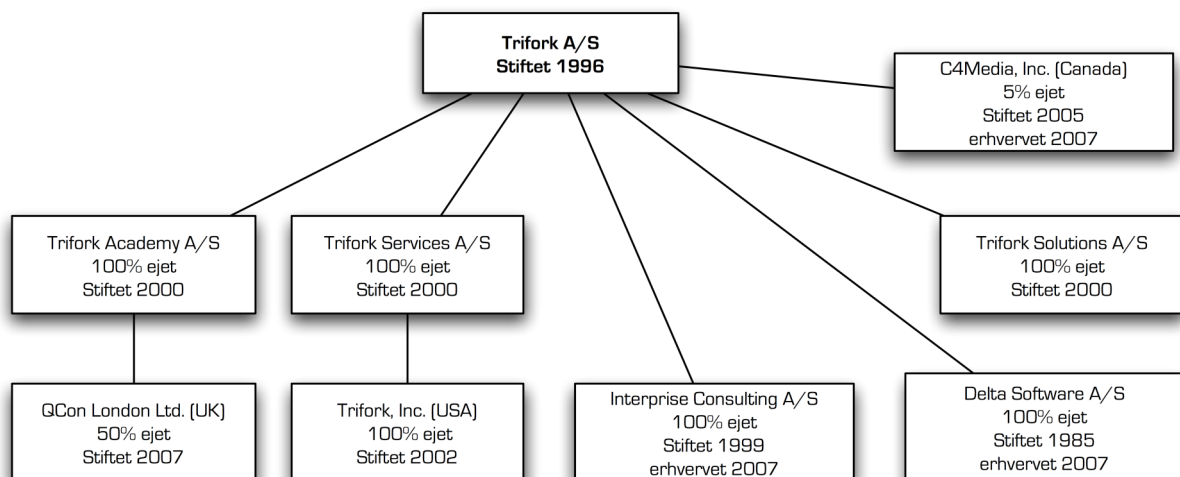 Trifork A/S
Stiftet 1996
C4Media, Inc. (Canada)
5% ejet
Stiftet 2005
erhvervet 2007
Trifork Academy A/S
100% ejet
Stiftet 2000
Trifork Services A/S
100% ejet
Stiftet 2000
Trifork Solutions A/S
100% ejet
Stiftet 2000
QCon London Ltd. (UK)
50% ejet
Stiftet 2007
Trifork, Inc. (USA)
100% ejet
Stiftet 2002
Interprise Consulting A/S
100% ejet
Stiftet 1999
erhvervet 2007
Delta Software A/S
100% ejet
Stiftet 1985
erhvervet 2007